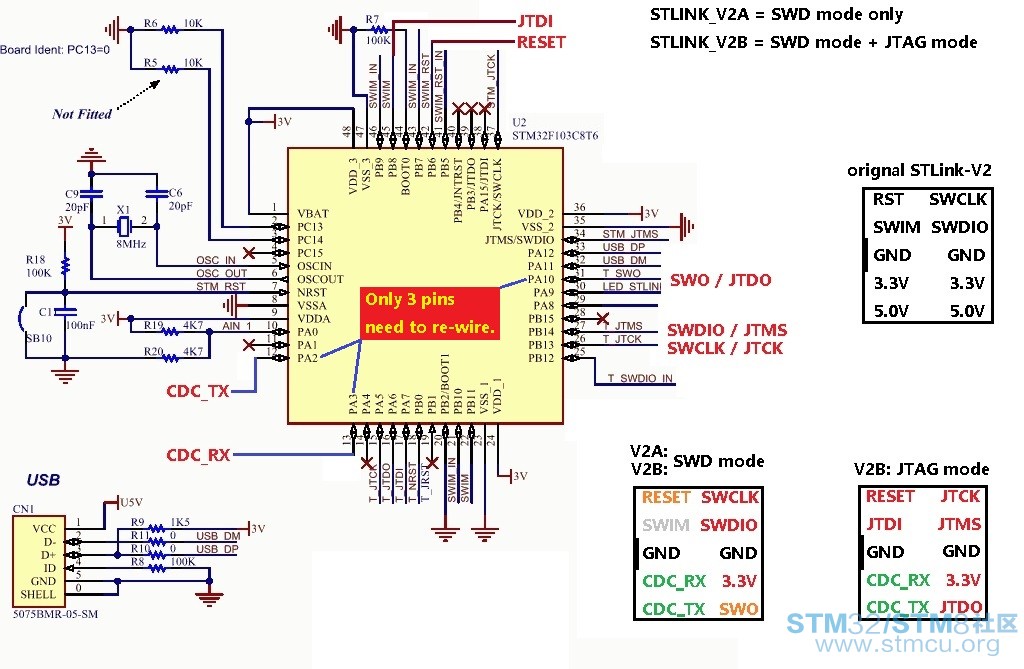 STLINK_V2A = SWD mode only
STLINK_V2B = SWD mode + JTAG mode
JTDI
RESET
R6 10K
Board Ident: PC13=0
R5 10K
Not Fitted
R7
100K
SWIM_IN
SWIM
SWIM_IN
SWIM_RST
SWIM_RST_IN
STM_JTCK
3V
U2
STM32F103C8T6
48
47
46
45
44
43
42
41
40
39
38
37
VDD_3
VSS_3
PB9
PB8
BOOT0
PB7
PB6
PB5
PB4/JNTRST
PB3/JTDO
PA15/JTDI
JTCK/SWCLK
C9
20pF
C6
20pF
X1
1 2
8MHz
3V
R18
100K
OSC_IN
OSC_OUT
STM_RST
C1
100nF
SB10
3V
R19 4K7
AIN_1
R20 4K7
1 VBAT
2 PC13
3 PC14
4 PC15
5 OSCIN
6 OSCOUT
7 NRST
8 VSSA
9 VDDA
10 PA0
11 PA1
12 PA2
VDD_2 36 3V
VSS_2 35
JTMS/SWDIO 34 STM_JTMS
PA12 33 USB_DP
PA11 32 USB_DM
PA10 31 T_SWO
PA9 30 LED_STLINK
PA8 29
PB15 28
PB14 27 T_JTMS
PB13 26 T_JTCK
PB12 25
T_SWDIO_IN
SWO / JTDO
SWDIO / JTMS
SWCLK / JTCK
Only 3 pins
need to re-wire.
CDC_TX
CDC_RX
PA3
PA4
PA5
PA6
PA7
PB0
PB1
PB2/BOOT1
PB10
PB11
VSS_1
VDD_1
13
14
15
16
17
18
19
20
21
22
23
24
T_JTCK
T_JTDO
T_JTDI
T_NRST
T_JRST
SWIM_IN
SWIM
3V
orignal STLink-V2
RST SWCLK
SWIM SWDIO
GND GND
3.3V 3.3V
5.0V 5.0V
USB
CN1
VCC 1
D- 2
D+ 3
ID 4
GND 5
SHELL 0
5075BMR-05-SM
U5V
R9 1K5 3V
R11 0 USB_DM
R10 0 USB_DP
R8 100K
V2A:
V2B: SWD mode
RESET SWCLK
SWIM SWDIO
GND GND
CDC_RX 3.3V
CDC_TX SWO
V2B: JTAG mode
RESET JTCK
JTDI JTMS
GND GND
CDC_RX 3.3V
CDC_TX JTDO
STM32/STM8社区
www.stmcu.org